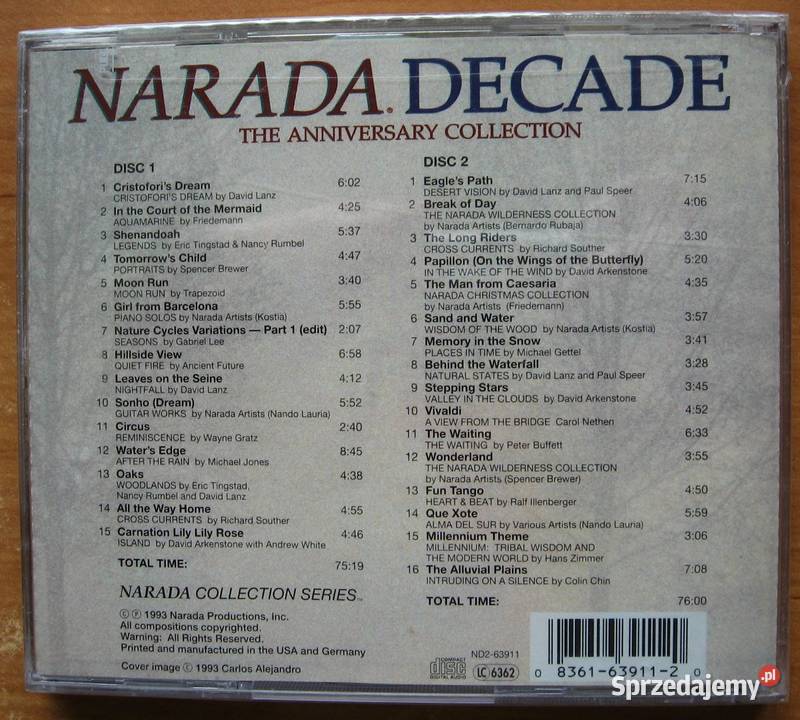 NARADA® DECADE
THE ANNIVERSARY COLLECTION
DISC 1
1 Cristofori's Dream 6:02
CRISTOFORI'S DREAM by David Lanz
2 In the Court of the Mermaid 4:25
AQUAMARINE by Friedemann
3 Shenandoah 5:37
LEGENDS by Eric Tingstad & Nancy Rumbel
4 Tomorrow's Child 4:47
PORTRAITS by Spencer Brewer
5 Moon Run 3:40
MOON RUN by Trapezoid
6 Girl from Barcelona 5:55
PIANO SOLOS by Narada Artists (Kostia)
7 Nature Cycles Variations — Part 1 (edit) 2:07
SEASONS by Gabriel Lee
8 Hillside View 6:58
QUIET FIRE by Ancient Future
9 Leaves on the Seine 4:12
NIGHTFALL by David Lanz
10 Sonho (Dream) 5:52
GUITAR WORKS by Narada Artists (Nando Lauria)
11 Circus 2:40
REMINISCENCE by Wayne Gratz
12 Water's Edge 8:45
AFTER THE RAIN by Michael Jones
13 Oaks 4:38
WOODLANDS by Eric Tingstad,
Nancy Rumbel and David Lanz
14 All the Way Home 4:55
CROSS CURRENTS by Richard Souther
15 Carnation Lily Lily Rose 4:46
ISLAND by David Arkenstone with Andrew White
TOTAL TIME: 75:19
NARADA COLLECTION SERIES™
© ℗ 1993 Narada Productions, Inc.
All compositions copyrighted.
Warning: All Rights Reserved.
Printed and manufactured in the USA and Germany
Cover image © 1993 Carlos Alejandro
DISC 2
1 Eagle's Path 7:15
DESERT VISION by David Lanz and Paul Speer
2 Break of Day 4:06
THE NARADA WILDERNESS COLLECTION
by Narada Artists (Bernardo Rubaja)
3 The Long Riders 3:30
CROSS CURRENTS by Richard Souther
4 Papillon (On the Wings of the Butterfly) 5:20
IN THE WAKE OF THE WIND by David Arkenstone
5 The Man from Caesaria 4:35
NARADA CHRISTMAS COLLECTION
by Narada Artists (Friedemann)
6 Sand and Water 3:57
WISDOM OF THE WOOD by Narada Artists (Kostia)
7 Memory in the Snow 3:41
PLACES IN TIME by Michael Gettel
8 Behind the Waterfall 3:28
NATURAL STATES by David Lanz and Paul Speer
9 Stepping Stars 3:45
VALLEY IN THE CLOUDS by David Arkenstone
10 Vivaldi 4:52
A VIEW FROM THE BRIDGE Carol Nethen
11 The Waiting 6:33
THE WAITING by Peter Buffett
12 Wonderland 3:55
THE NARADA WILDERNESS COLLECTION
by Narada Artists (Spencer Brewer)
13 Fun Tango 4:50
HEART & BEAT by Ralf Illenberger
14 Que Xote 5:59
ALMA DEL SUR by Various Artists (Nando Lauria)
15 Millennium Theme 3:06
MILLENNIUM: TRIBAL WISDOM AND
THE MODERN WORLD by Hans Zimmer
16 The Alluvial Plains 7:08
INTRUDING ON A SILENCE by Colin Chin
TOTAL TIME: 76:00
ND2-63911
COMPACT
disc
DIGITAL AUDIO
LC 6362
0 8361-63911-2 0
Sprzedajemy.pl